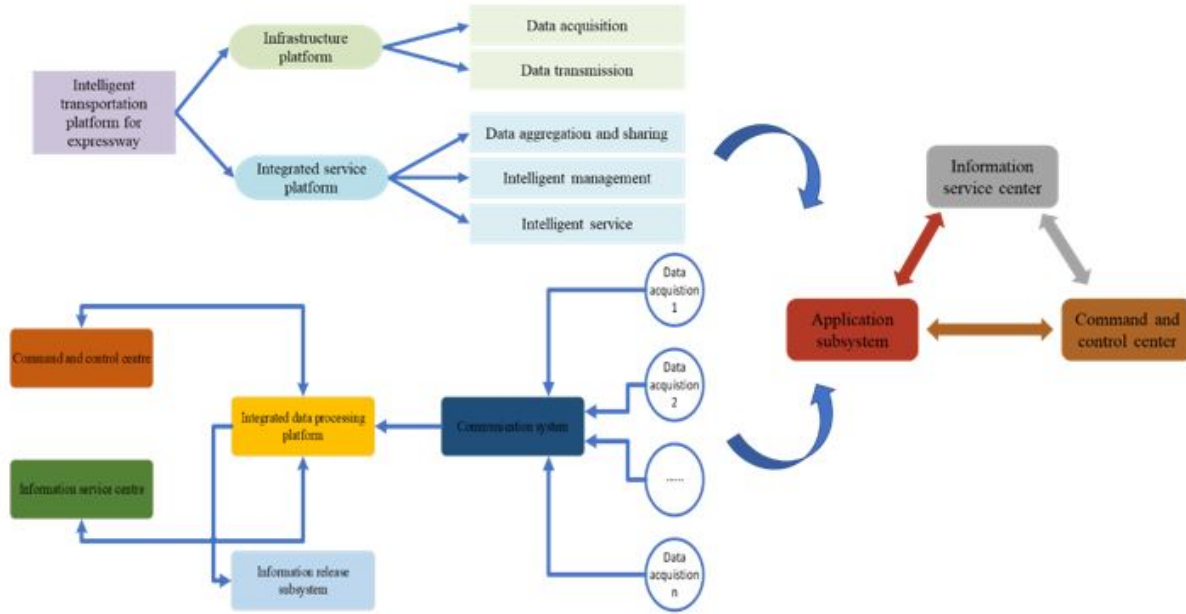 Intelligent
transportation
platform for
expressway
Infrastructure
platform
Integrated service
platform
Data acquisition
Data transmission
Data aggregation and sharing
Intelligent management
Intelligent service
Information
service center
Application
subsystem
Command and
control center
Command and control centre
Information service centre
Integrated data processing
platform
Information release
subsystem
Communication system
Data
acquistion
1
Data
acquistion
2
......
Data
acquistion
n